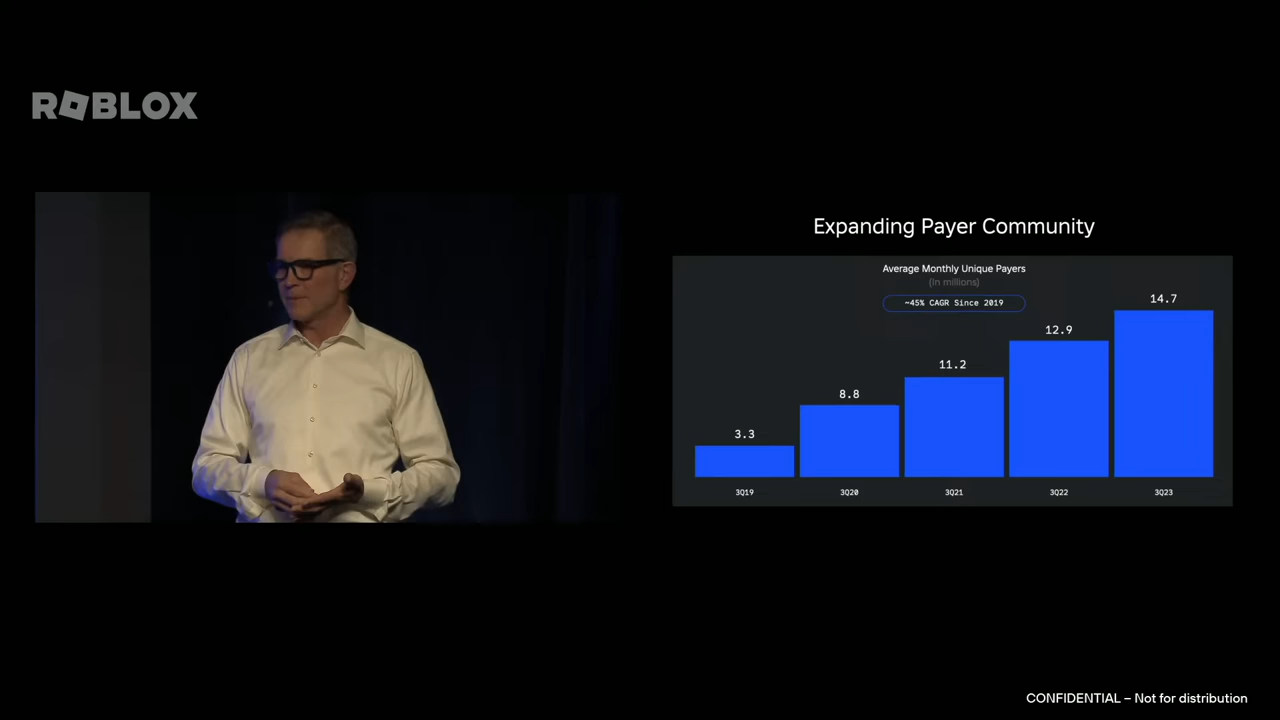 ROBLOX
Expanding Payer Community
Average Monthly Unique Payers
(In millions)
~45% CAGR Since 2019
3.3
8.8
11.2
12.9
14.7
3Q19
3Q20
3Q21
3Q22
3Q23
CONFIDENTIAL – Not for distribution